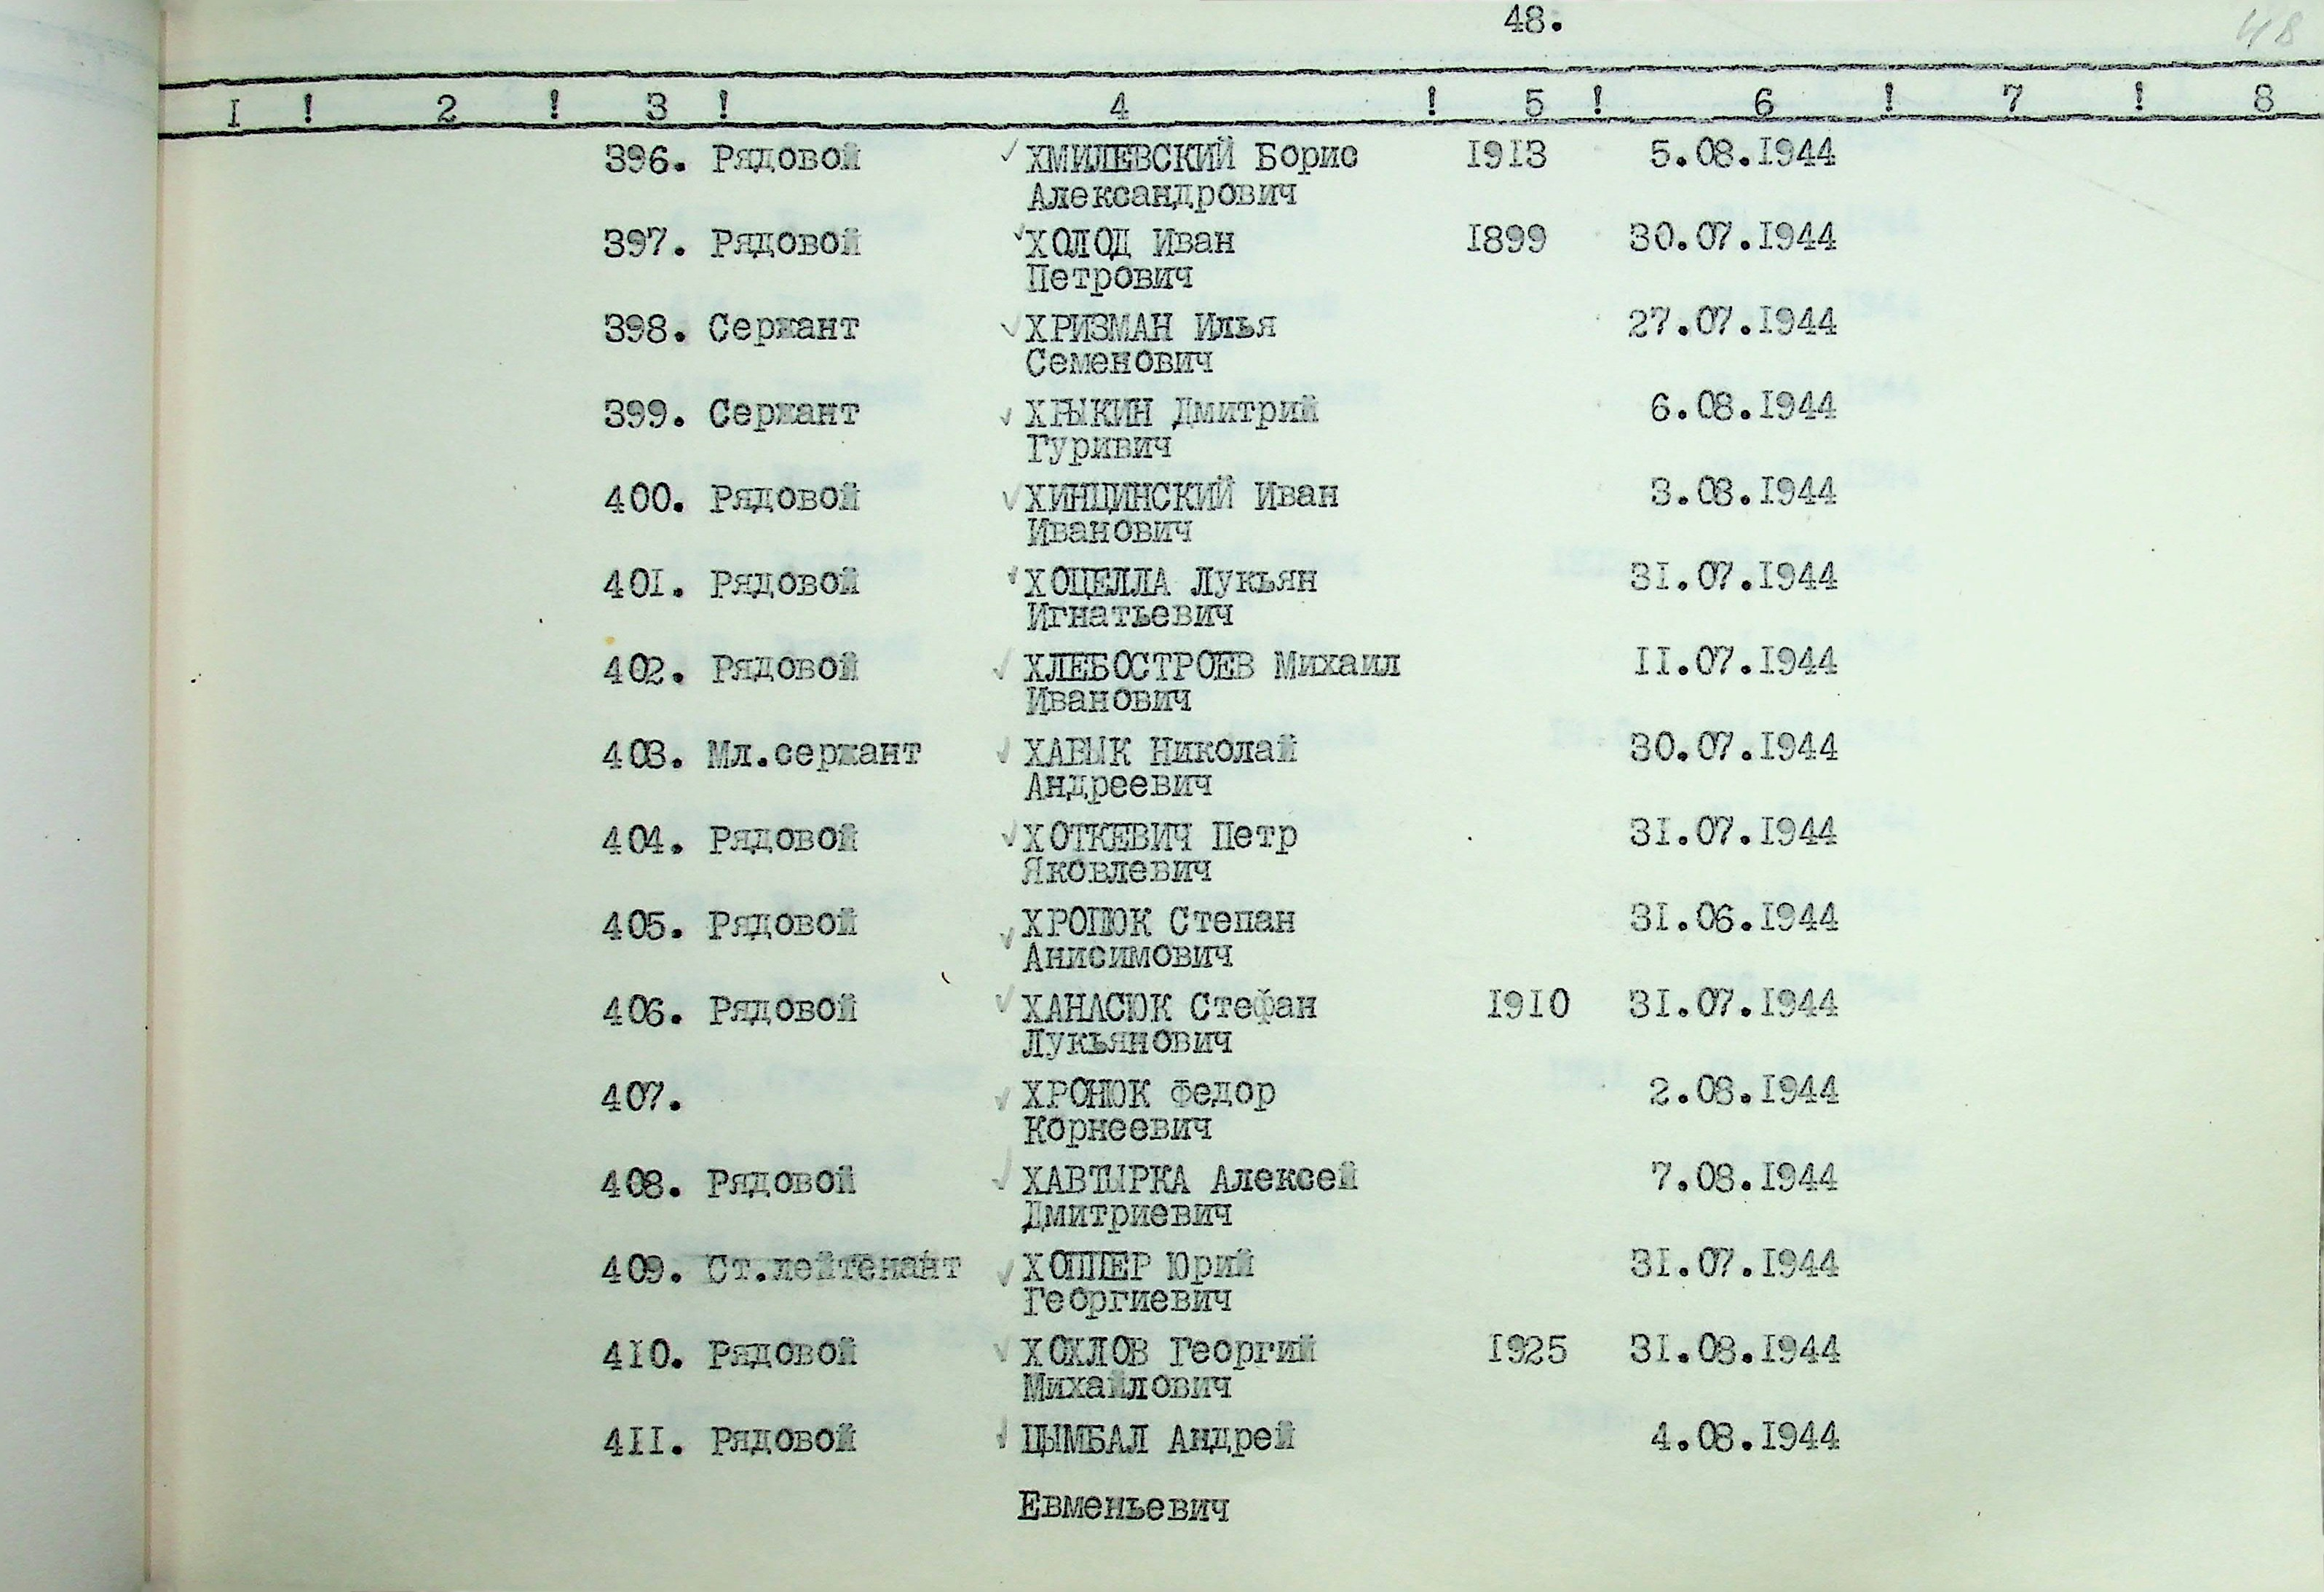 48.
48
I ! 2 ! 3 ! 4 ! 5 ! 6 ! 7 ! 8
396. Рядовой ХМИЛЕВСКИЙ Борис 1913 5.08.1944
Александрович
397. Рядовой ХОЛОД Иван 1899 30.07.1944
Петрович
398. Сержант ХРИЗМАН Илья 27.07.1944
Семенович
399. Сержант ХРЫКИН Дмитрий 6.08.1944
Гуривич
400. Рядовой ХИНЦИНСКИЙ Иван 3.08.1944
Иванович
401. Рядовой ХОЦЕЛЛА Лукьян 31.07.1944
Игнатьевич
402. Рядовой ХЛЕБОСТРОЕВ Михаил 11.07.1944
Иванович
403. Мл.сержант ХАВЫК Николай 30.07.1944
Андреевич
404. Рядовой ХОТКЕВИЧ Петр 31.07.1944
Яковлевич
405. Рядовой ХРОПЮК Степан 31.06.1944
Анисимович
406. Рядовой ХАНАСЮК Стефан 1910 31.07.1944
Лукьянович
407. ХРОНЮК Федор 2.08.1944
Корнеевич
408. Рядовой ХАВТЫРКА Алексей 7.08.1944
Дмитриевич
409. Ст.лейтенант ХОППЕР Юрий 31.07.1944
Георгиевич
410. Рядовой ХОХЛОВ Георгий 1925 31.08.1944
Михайлович
411. Рядовой ЦЫМБАЛ Андрей 4.08.1944
Евменьевич